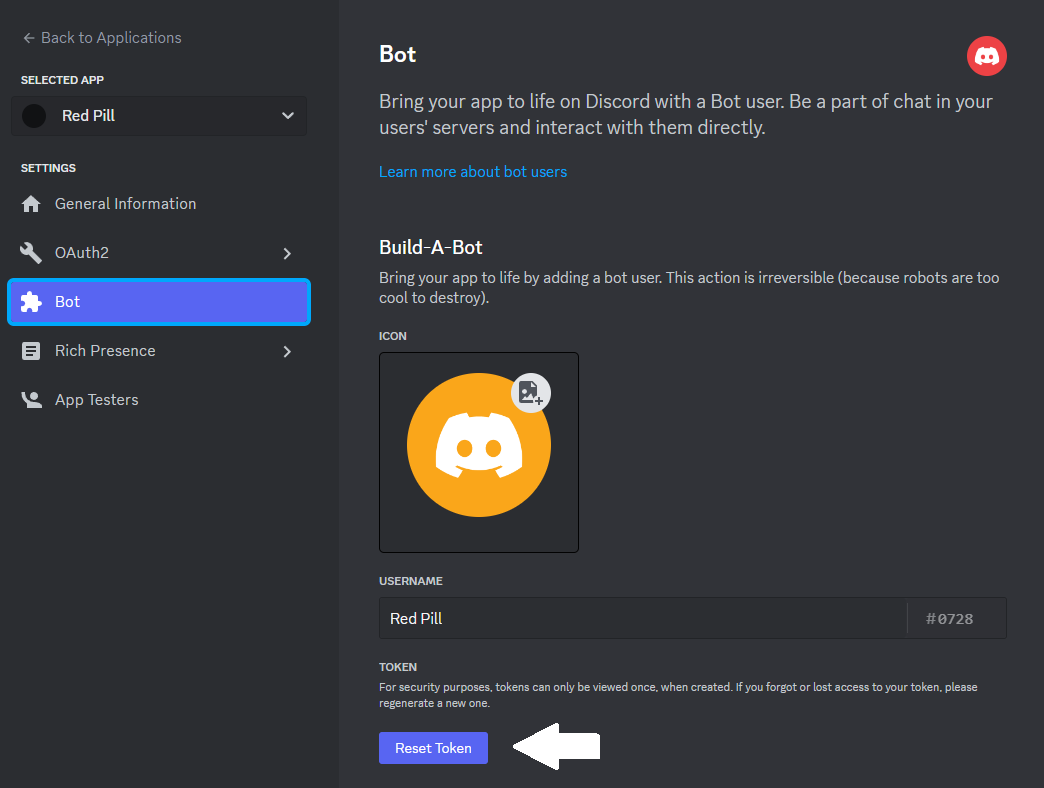 ← Back to Applications
SELECTED APP
Red Pill
SETTINGS
General Information
OAuth2
Bot
Rich Presence
App Testers
Bot
Bring your app to life on Discord with a Bot user. Be a part of chat in your
users' servers and interact with them directly.
Learn more about bot users
Build-A-Bot
Bring your app to life by adding a bot user. This action is irreversible (because robots are too
cool to destroy).
ICON
USERNAME
Red Pill #0728
TOKEN
For security purposes, tokens can only be viewed once, when created. If you forgot or lost access to your token, please
regenerate a new one.
Reset Token